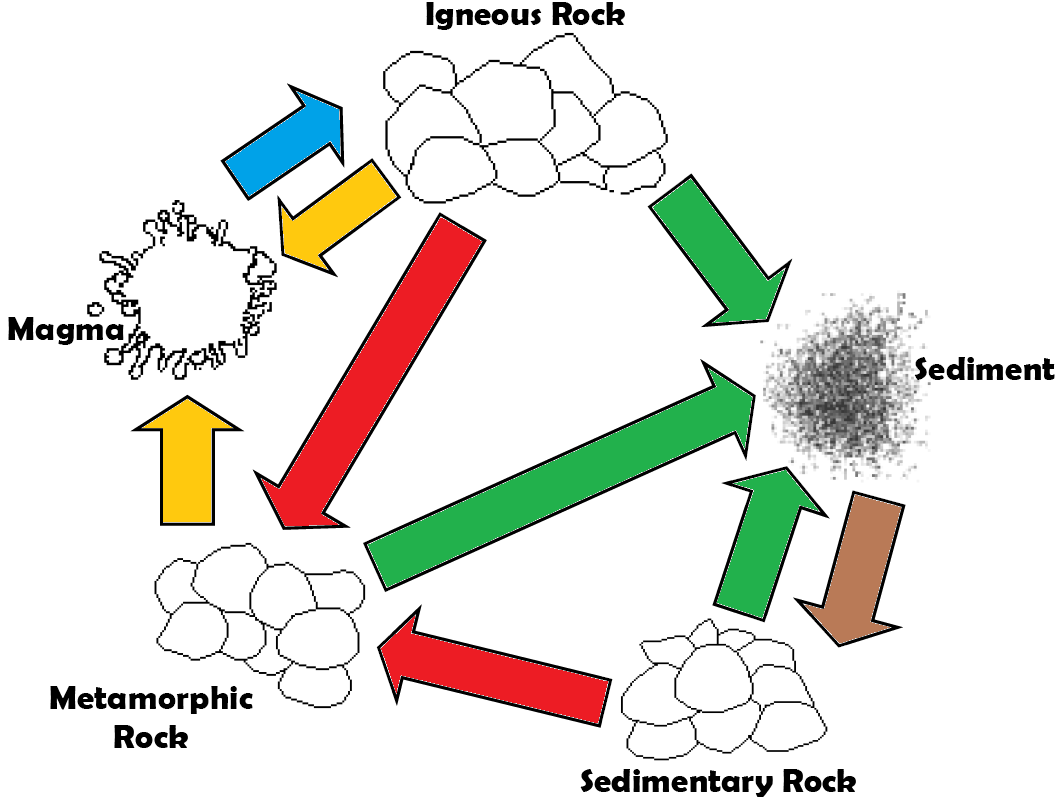 Igneous Rock
Magma
Sediment
Metamorphic
Rock
Sedimentary Rock